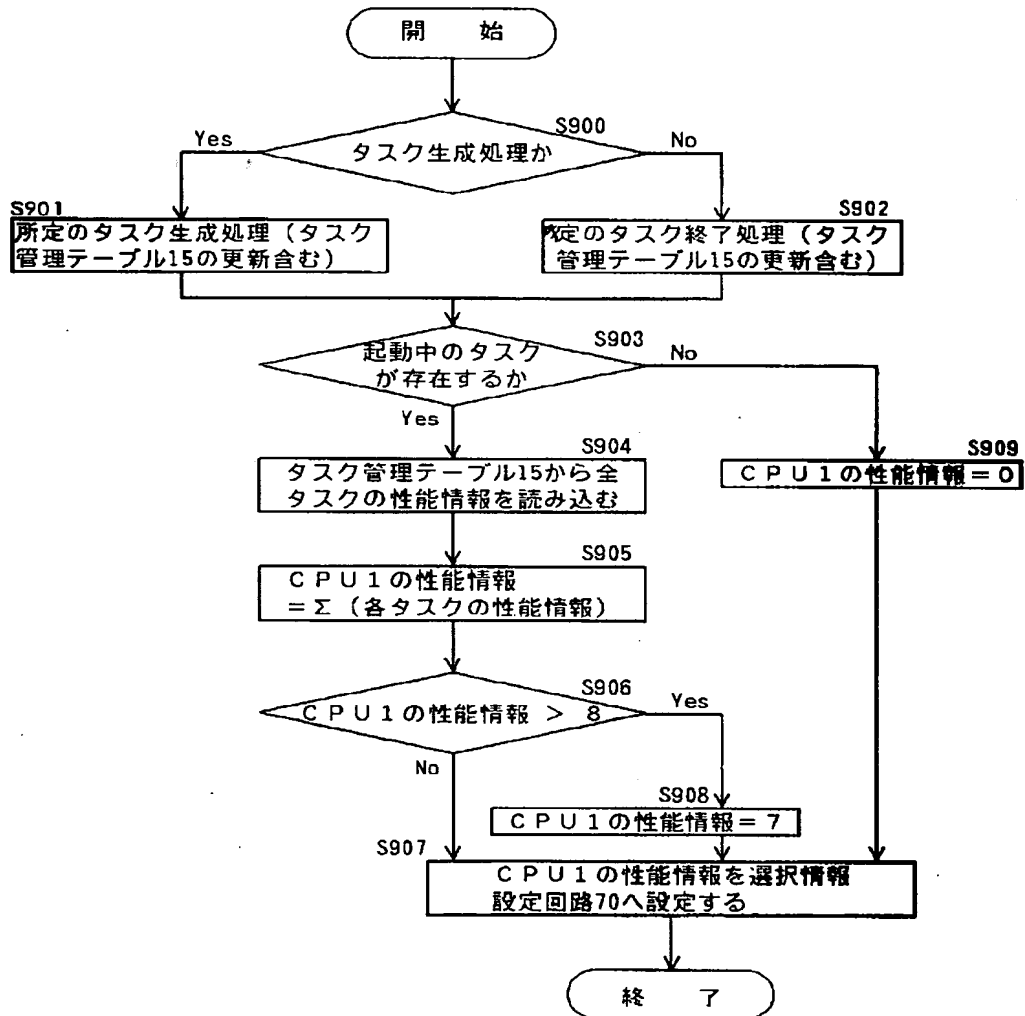 開 始
S900
タスク生成処理か
Yes
No
S901
所定のタスク生成処理（タスク
管理テーブル15の更新含む）
S902
定のタスク終了処理（タスク
管理テーブル15の更新含む）
S903
起動中のタスク
が存在するか
No
Yes
S904
タスク管理テーブル15から全
タスクの性能情報を読み込む
S909
ＣＰＵ１の性能情報＝０
S905
ＣＰＵ１の性能情報
＝Σ（各タスクの性能情報）
S906
ＣＰＵ１の性能情報 ＞ ８
Yes
No
S908
ＣＰＵ１の性能情報＝７
S907
ＣＰＵ１の性能情報を選択情報
設定回路70へ設定する
終 了